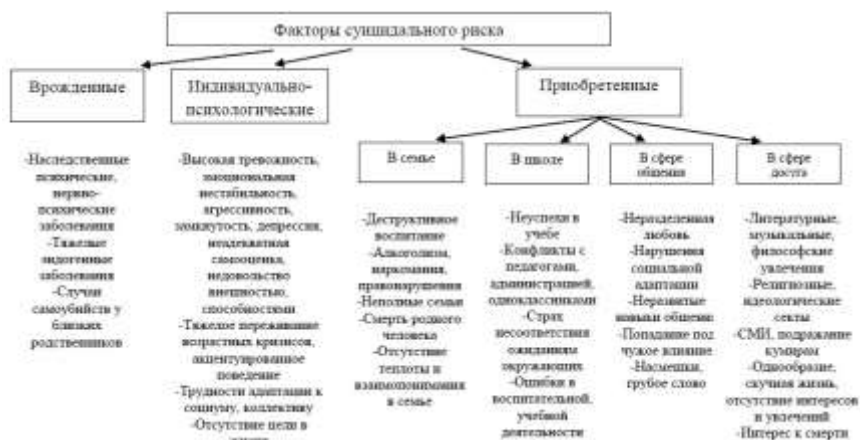 Факторы суицидального риска
Врожденные
Индивидуально-
психологические
Приобретенные
В семье
В школе
В сфере
общения
В сфере
досуга
-Наследственные
психические,
нервно-
психические
заболевания
-Тяжелые
эндогенные
заболевания
-Случаи
самоубийств у
близких
родственников
-Высокая тревожность,
эмоциональная
нестабильность,
агрессивность,
замкнутость, депрессия,
неадекватная
самооценка,
недовольство
внешностью,
способностями
-Тяжелое переживание
возрастных кризисов,
акцентуированное
поведение
-Трудности адаптации к
социуму, коллективу
-Отсутствие цели в
-Деструктивное
воспитание
-Алкоголизм,
наркомания,
правонарушения
-Неполные семьи
-Смерть родного
человека
-Отсутствие
теплоты и
взаимопонимания
в семье
-Неуспехи в
учебе
-Конфликты с
педагогами,
администрацией,
одноклассниками
-Страх
несоответствия
ожиданиям
окружающих
-Ошибки в
воспитательной,
учебной
деятельности
-Неразделенная
любовь
-Нарушения
социальной
адаптации
-Неразвитые
навыки общения
-Попадание под
чужое влияние
-Насмешки,
грубое слово
-Литературные,
музыкальные,
философские
увлечения
-Религиозные,
идеологические
секты
-СМИ, подражание
кумирам
-Однообразие,
скучная жизнь,
отсутствие интересов
и увлечений
-Интерес к смерти